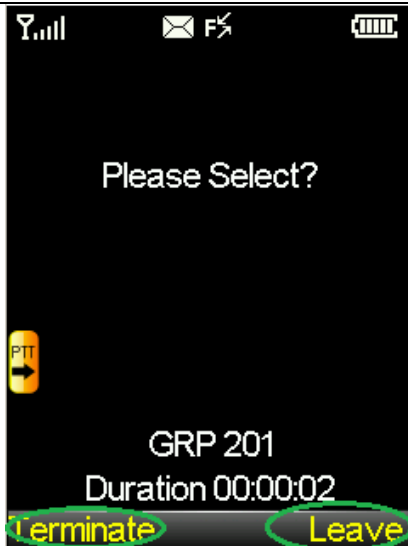 F
Please Select?
PTT
GRP 201
Duration 00:00:02
Terminate Leave